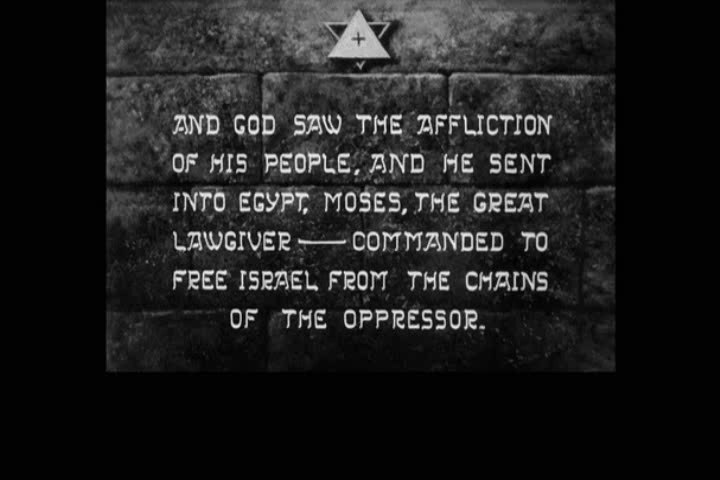 AND GOD SAW THE AFFLICTION
OF HIS PEOPLE, AND HE SENT
INTO EGYPT, MOSES, THE GREAT
LAWGIVER — COMMANDED TO
FREE ISRAEL FROM THE CHAINS
OF THE OPPRESSOR.